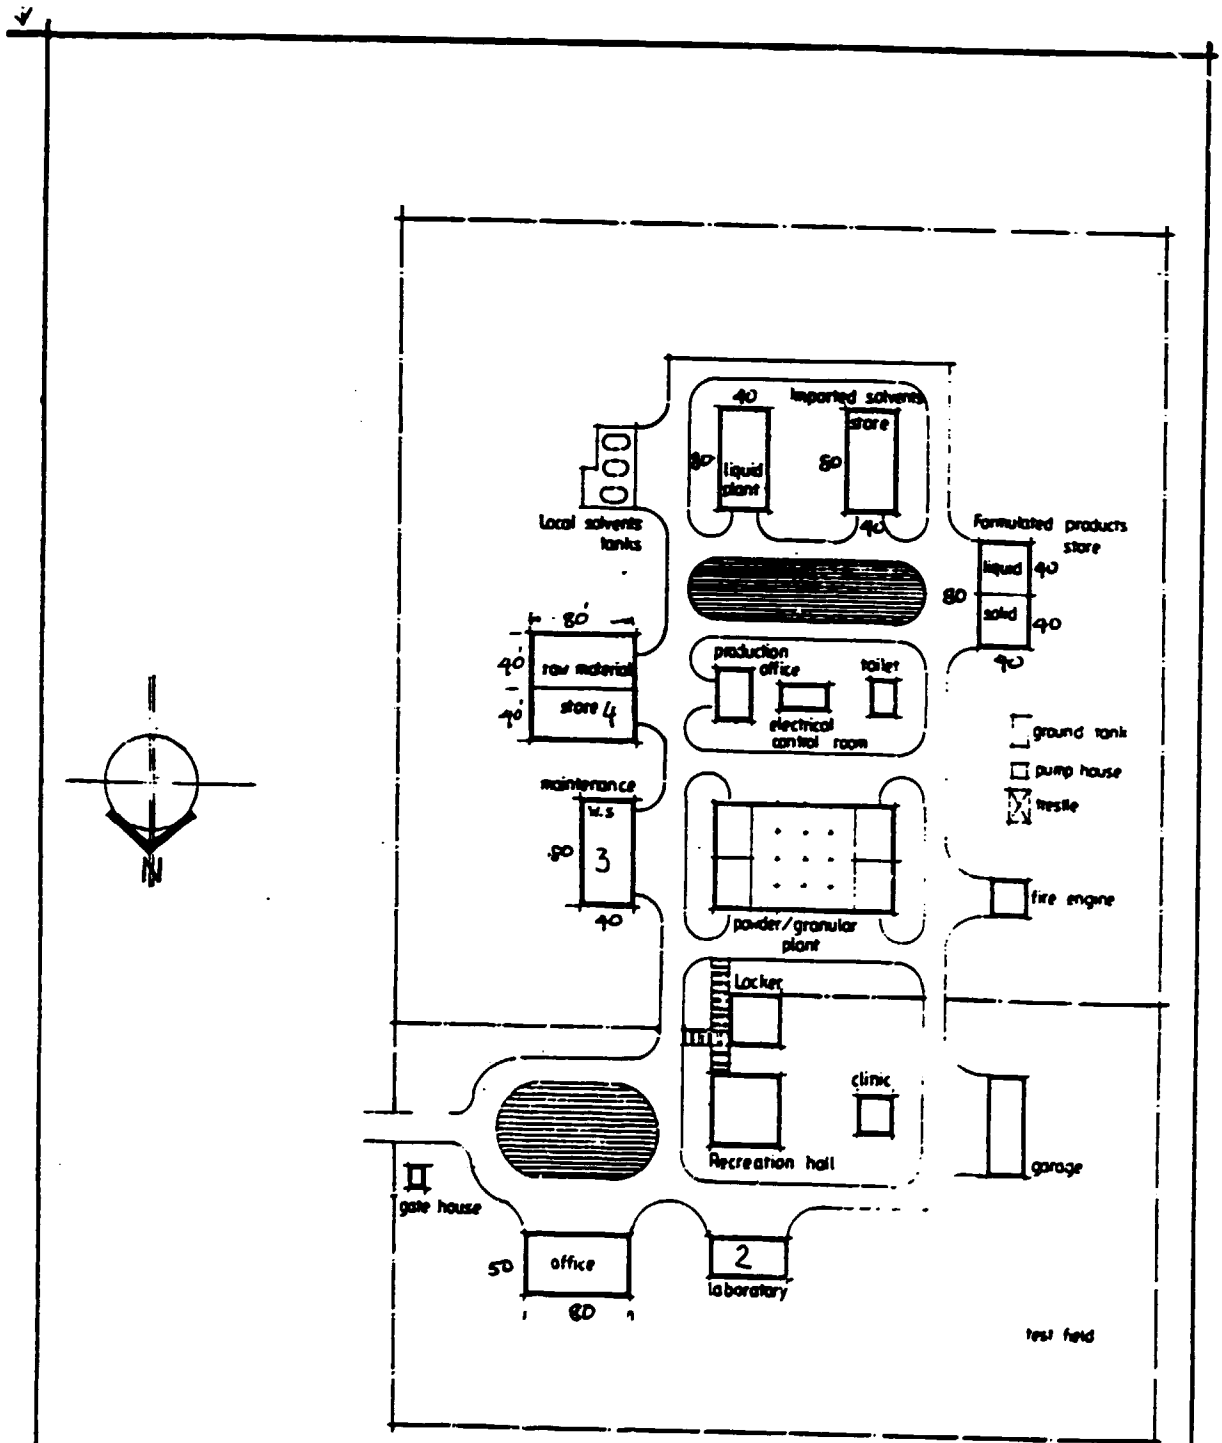 40
Imported solvents
store
80
liquid
plant
80
40
Local solvents
tanks
Formulated products
store
liquid
40
80
solid
40
40
80'
40'
raw material
40'
store 4
production
office
toilet
electrical
control room
ground tank
pump house
trestle
maintenance
W.S
80
3
40
fire engine
powder/granular
plant
Locker
clinic
Recreation hall
garage
gate house
50
office
80
2
laboratary
test field
N